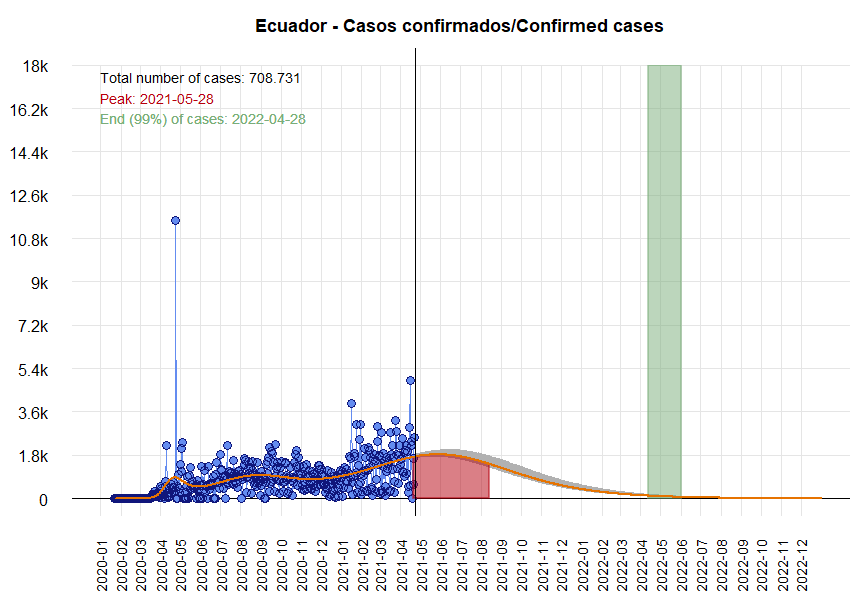 Ecuador - Casos confirmados/Confirmed cases
Total number of cases: 708.731
Peak: 2021-05-28
End (99%) of cases: 2022-04-28
18k
16.2k
14.4k
12.6k
10.8k
9k
7.2k
5.4k
3.6k
1.8k
0
2020-01
2020-02
2020-03
2020-04
2020-05
2020-06
2020-07
2020-08
2020-09
2020-10
2020-11
2020-12
2021-01
2021-02
2021-03
2021-04
2021-05
2021-06
2021-07
2021-08
2021-09
2021-10
2021-11
2021-12
2022-01
2022-02
2022-03
2022-04
2022-05
2022-06
2022-07
2022-08
2022-09
2022-10
2022-11
2022-12